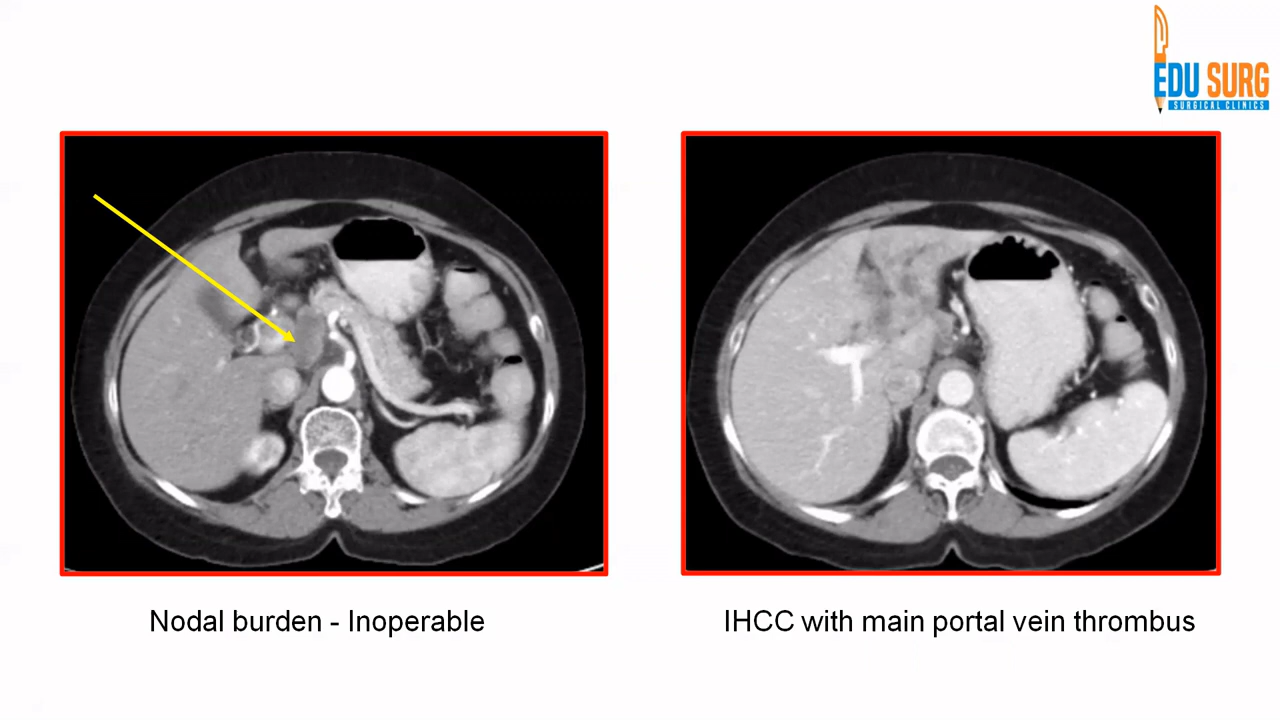 EDU SURG
SURGICAL CLINICS
Nodal burden - Inoperable
IHCC with main portal vein thrombus